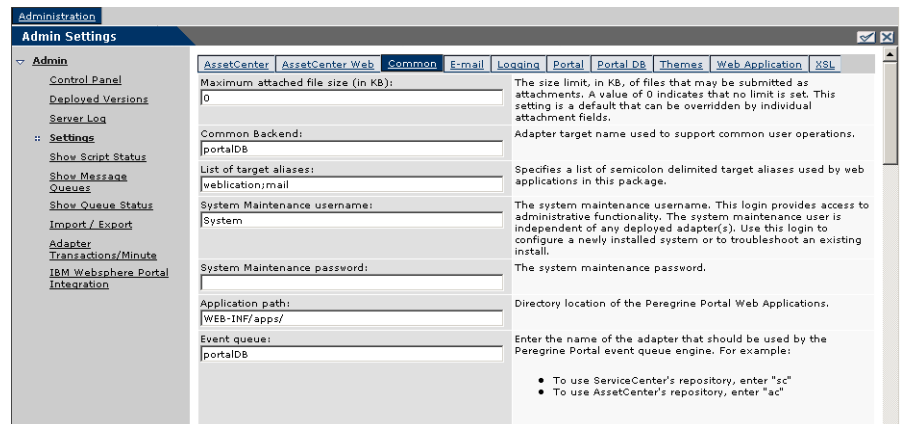 Administration
Admin Settings
Admin
Control Panel
Deployed Versions
Server Log
Settings
Show Script Status
Show Message
Queues
Show Queue Status
Import / Export
Adapter
Transactions/Minute
IBM Websphere Portal
Integration
AssetCenter AssetCenter Web Common E-mail Logging Portal Portal DB Themes Web Application XSL
Maximum attached file size (in KB):
0
The size limit, in KB, of files that may be submitted as
attachments. A value of 0 indicates that no limit is set. This
setting is a default that can be overridden by individual
attachment fields.
Common Backend:
portalDB
Adapter target name used to support common user operations.
List of target aliases:
weblication;mail
Specifies a list of semicolon delimited target aliases used by web
applications in this package.
System Maintenance username:
System
The system maintenance username. This login provides access to
administrative functionality. The system maintenance user is
independent of any deployed adapter(s). Use this login to
configure a newly installed system or to troubleshoot an existing
install.
System Maintenance password:
The system maintenance password.
Application path:
WEB-INF/apps/
Directory location of the Peregrine Portal Web Applications.
Event queue:
portalDB
Enter the name of the adapter that should be used by the
Peregrine Portal event queue engine. For example:
• To use ServiceCenter's repository, enter "sc"
• To use AssetCenter's repository, enter "ac"